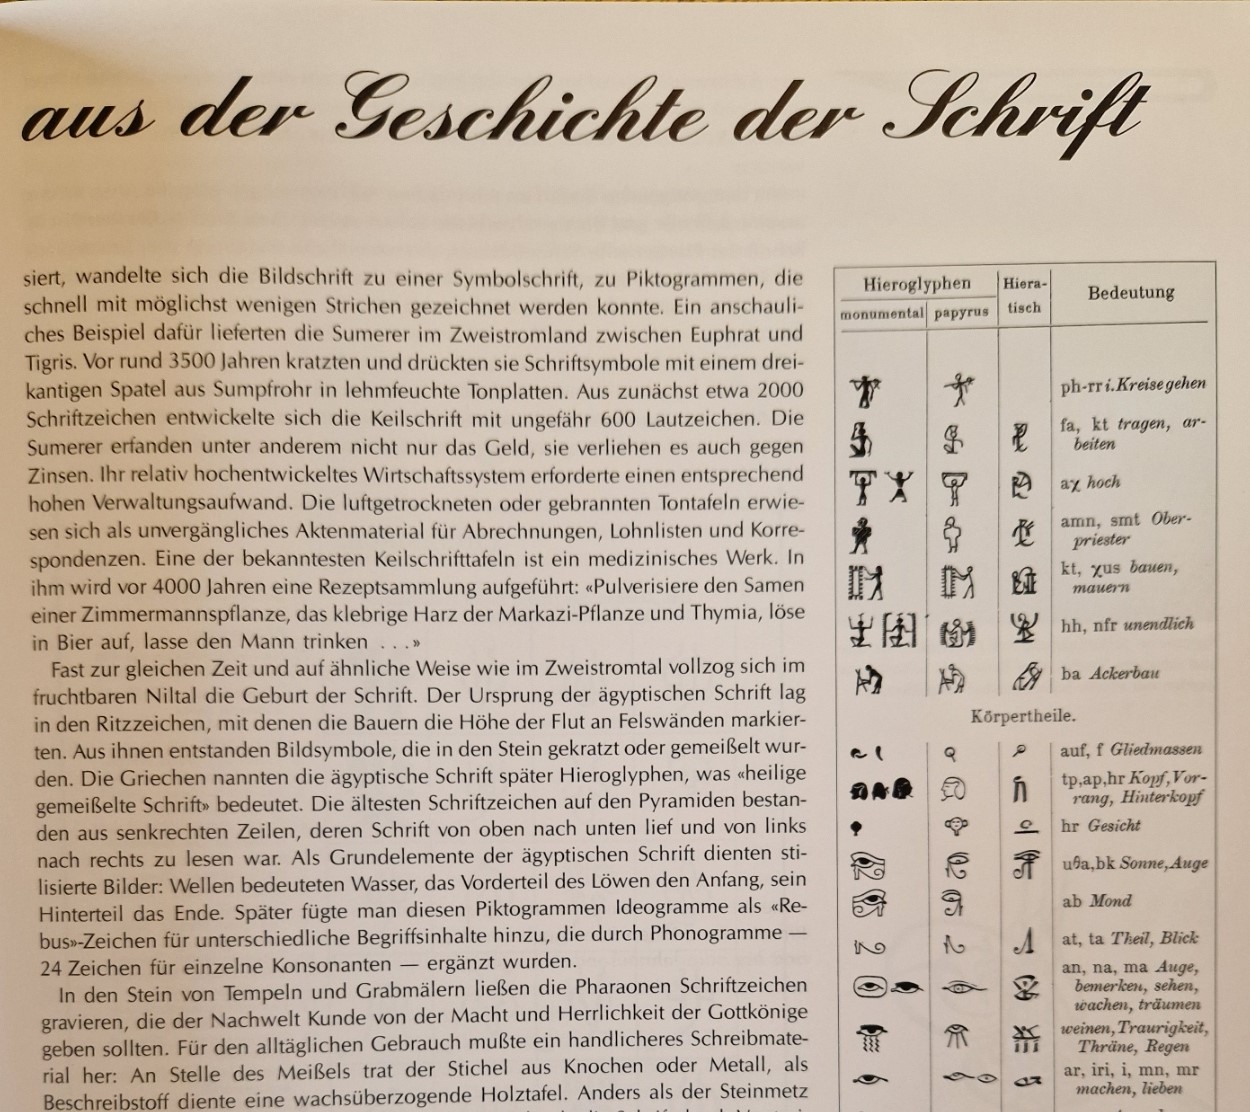 aus der Geschichte der Schrift
siert, wandelte sich die Bildschrift zu einer Symbolschrift, zu Piktogrammen, die
schnell mit möglichst wenigen Strichen gezeichnet werden konnte. Ein anschauli-
ches Beispiel dafür lieferten die Sumerer im Zweistromland zwischen Euphrat und
Tigris. Vor rund 3500 Jahren kratzten und drückten sie Schriftsymbole mit einem drei-
kantigen Spatel aus Sumpfrohr in lehmfeuchte Tonplatten. Aus zunächst etwa 2000
Schriftzeichen entwickelte sich die Keilschrift mit ungefähr 600 Lautzeichen. Die
Sumerer erfanden unter anderem nicht nur das Geld, sie verliehen es auch gegen
Zinsen. Ihr relativ hochentwickeltes Wirtschaftssystem erforderte einen entsprechend
hohen Verwaltungsaufwand. Die luftgetrockneten oder gebrannten Tontafeln erwie-
sen sich als unvergängliches Aktenmaterial für Abrechnungen, Lohnlisten und Korre-
spondenzen. Eine der bekanntesten Keilschrifttafeln ist ein medizinisches Werk. In
ihm wird vor 4000 Jahren eine Rezeptsammlung aufgeführt: «Pulverisiere den Samen
einer Zimmermannspflanze, das klebrige Harz der Markazi-Pflanze und Thymia, löse
in Bier auf, lasse den Mann trinken . . .»
Fast zur gleichen Zeit und auf ähnliche Weise wie im Zweistromtal vollzog sich im
fruchtbaren Niltal die Geburt der Schrift. Der Ursprung der ägyptischen Schrift lag
in den Ritzzeichen, mit denen die Bauern die Höhe der Flut an Felswänden markier-
ten. Aus ihnen entstanden Bildsymbole, die in den Stein gekratzt oder gemeißelt wur-
den. Die Griechen nannten die ägyptische Schrift später Hieroglyphen, was «heilige
gemeißelte Schrift» bedeutet. Die ältesten Schriftzeichen auf den Pyramiden bestan-
den aus senkrechten Zeilen, deren Schrift von oben nach unten lief und von links
nach rechts zu lesen war. Als Grundelemente der ägyptischen Schrift dienten sti-
lisierte Bilder: Wellen bedeuteten Wasser, das Vorderteil des Löwen den Anfang, sein
Hinterteil das Ende. Später fügte man diesen Piktogrammen Ideogramme als «Re-
bus»-Zeichen für unterschiedliche Begriffsinhalte hinzu, die durch Phonogramme —
24 Zeichen für einzelne Konsonanten — ergänzt wurden.
In den Stein von Tempeln und Grabmälern ließen die Pharaonen Schriftzeichen
gravieren, die der Nachwelt Kunde von der Macht und Herrlichkeit der Gottkönige
geben sollten. Für den alltäglichen Gebrauch mußte ein handlicheres Schreibmate-
rial her: An Stelle des Meißels trat der Stichel aus Knochen oder Metall, als
Beschreibstoff diente eine wachsüberzogende Holztafel. Anders als der Steinmetz
Hieroglyphen
Hiera-
tisch
Bedeutung
monumental papyrus
ph-rr i. Kreise gehen
fa, kt tragen, ar-
beiten
aχ hoch
amn, smt Ober-
priester
kt, χus bauen,
mauern
hh, nfr unendlich
ba Ackerbau
Körpertheile.
auf, f Gliedmassen
tp, ap, hr Kopf, Vor-
rang, Hinterkopf
hr Gesicht
uϑa, bk Sonne, Auge
ab Mond
at, ta Theil, Blick
an, na, ma Auge,
bemerken, sehen,
wachen, träumen
weinen, Traurigkeit,
Thräne, Regen
ar, iri, i, mn, mr
machen, lieben